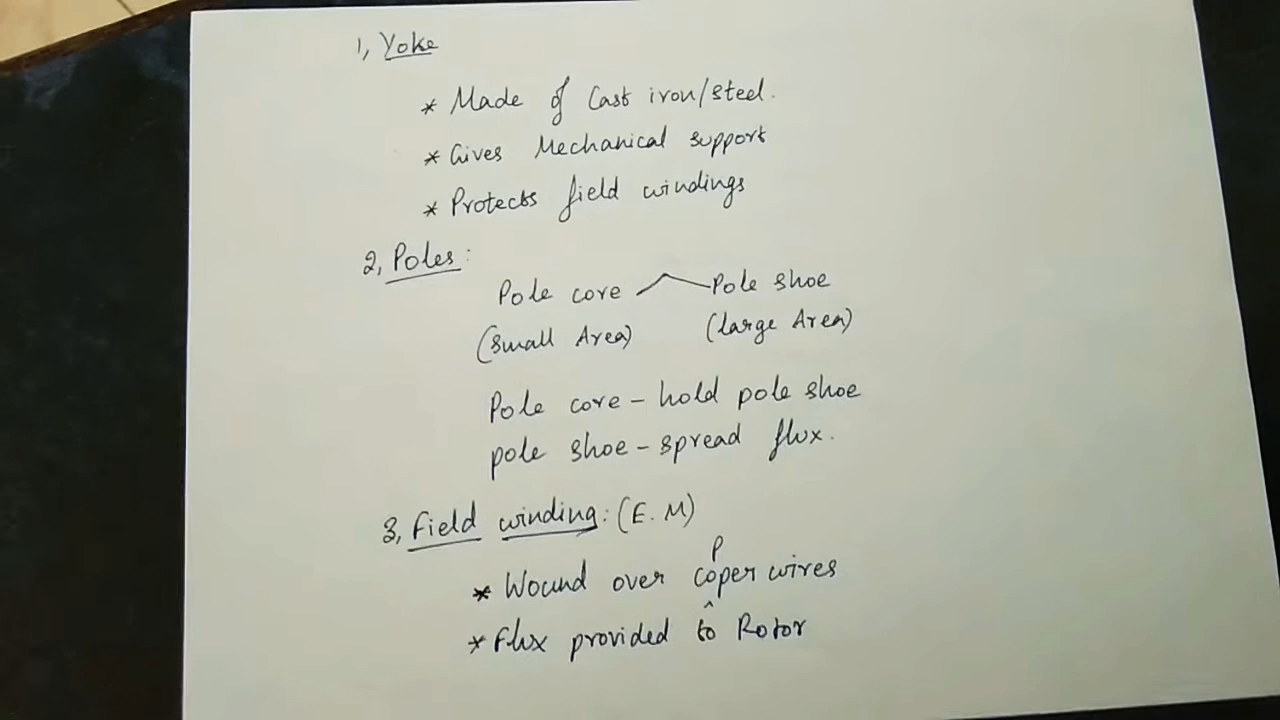 1, Yoke
* Made of Cast iron/steel.
* Gives Mechanical support
* Protects field windings
2, Poles:
Pole core Pole shoe
(small Area) (large Area)
Pole core - hold pole shoe
pole shoe - spread flux.
3, Field winding: (E.M)
* Wound over copper wires
* Flux provided to Rotor